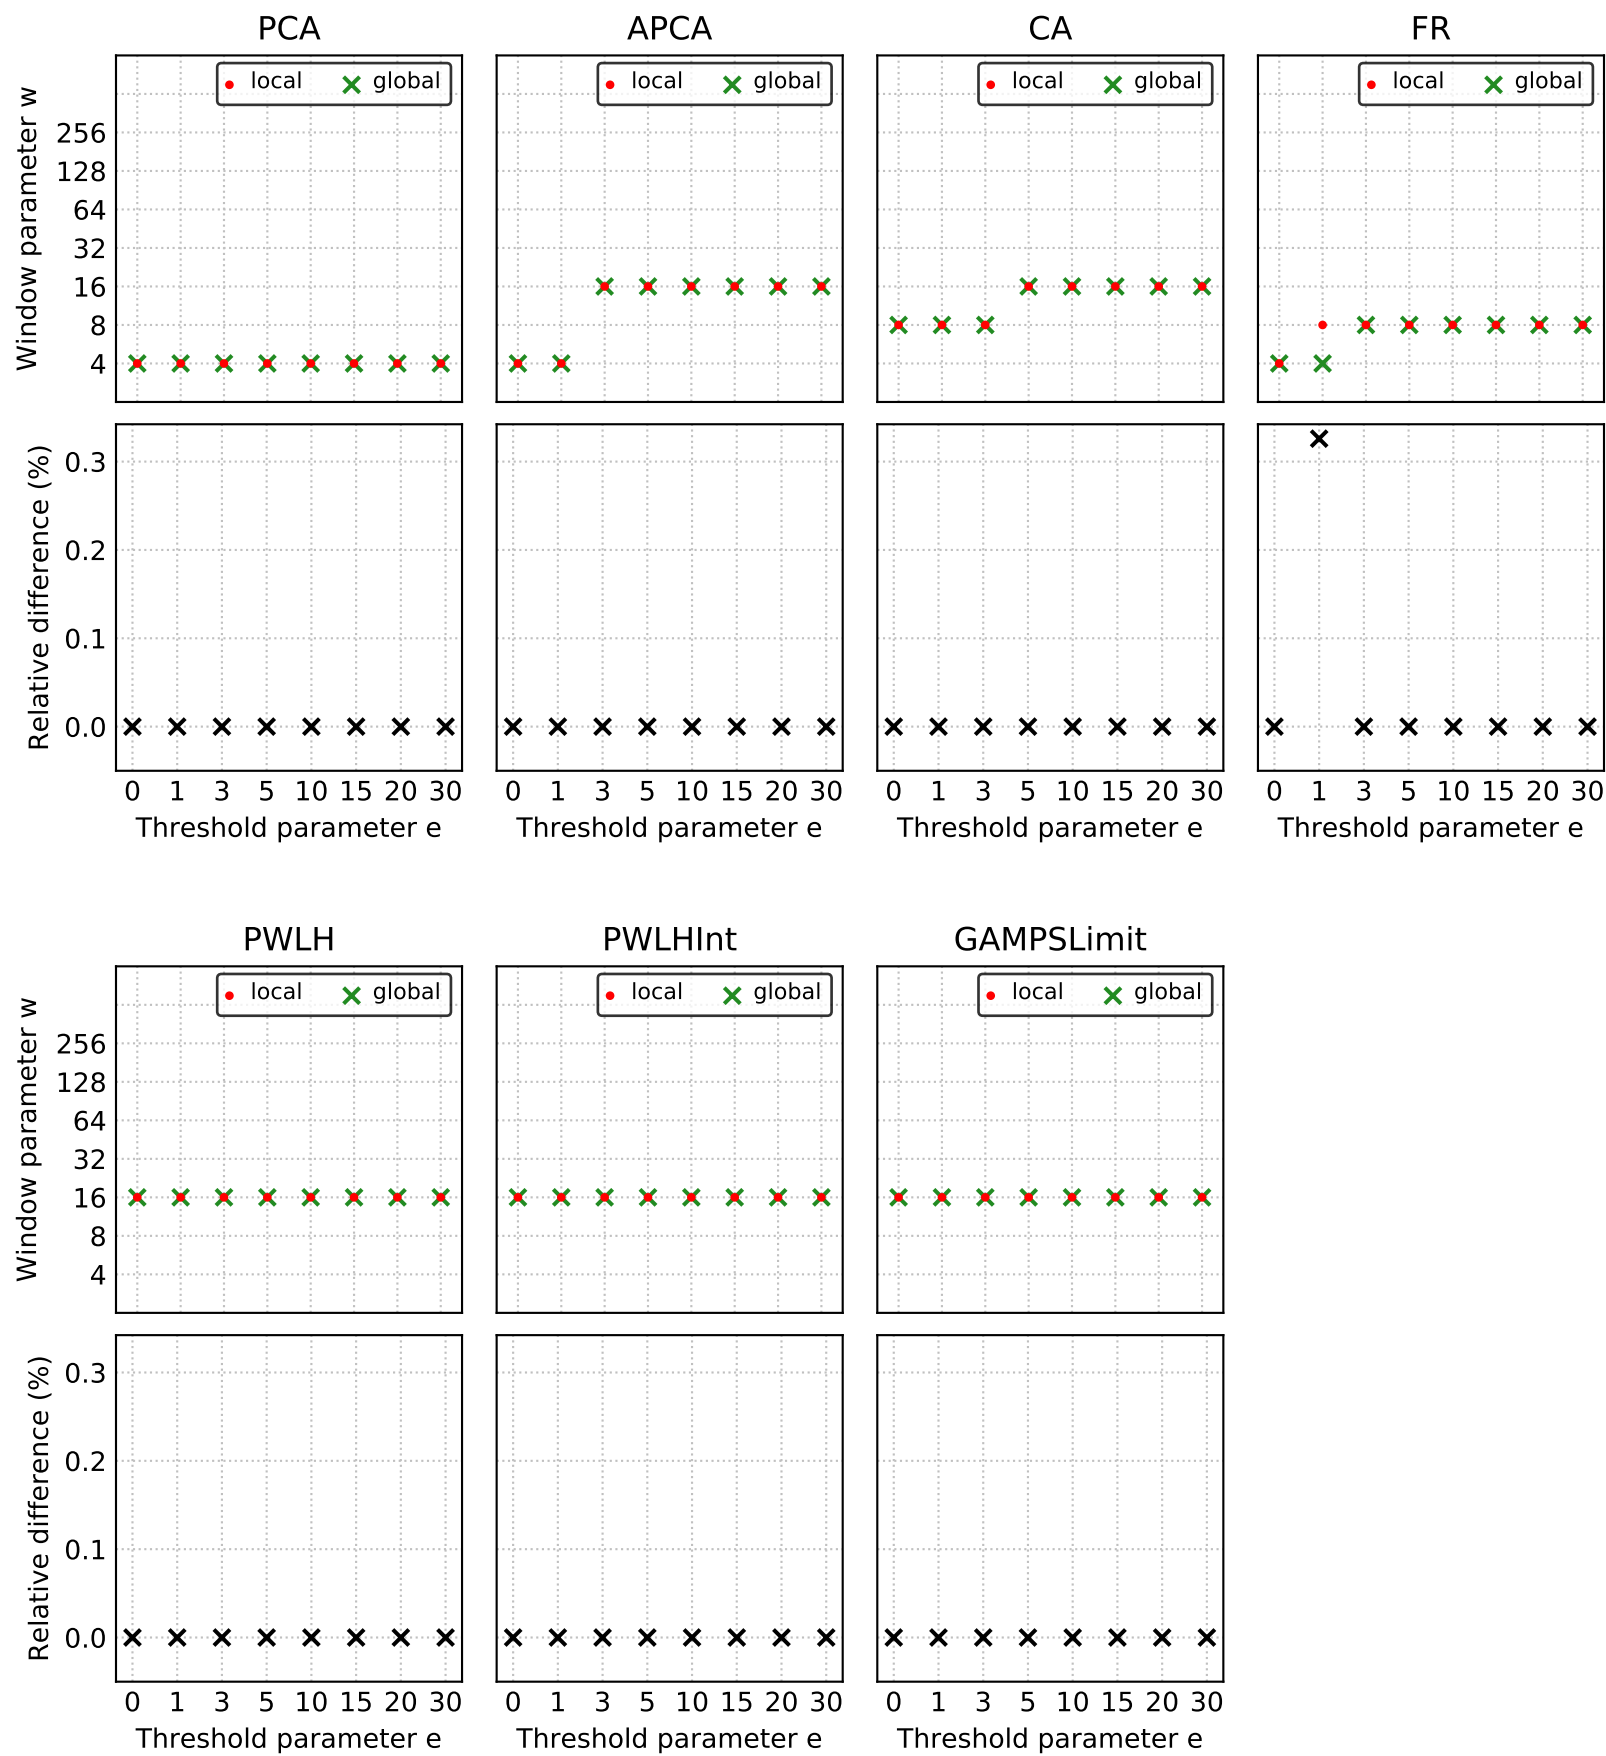 PCA APCA CA FR
local global local global local global local global
Window parameter w
256
128
64
32
16
8
4
Relative difference (%)
0.3
0.2
0.1
0.0
0 1 3 5 10 15 20 30 0 1 3 5 10 15 20 30 0 1 3 5 10 15 20 30 0 1 3 5 10 15 20 30
Threshold parameter e Threshold parameter e Threshold parameter e Threshold parameter e
PWLH PWLHInt GAMPSLimit
local global local global local global
Window parameter w
256
128
64
32
16
8
4
Relative difference (%)
0.3
0.2
0.1
0.0
0 1 3 5 10 15 20 30 0 1 3 5 10 15 20 30 0 1 3 5 10 15 20 30
Threshold parameter e Threshold parameter e Threshold parameter e